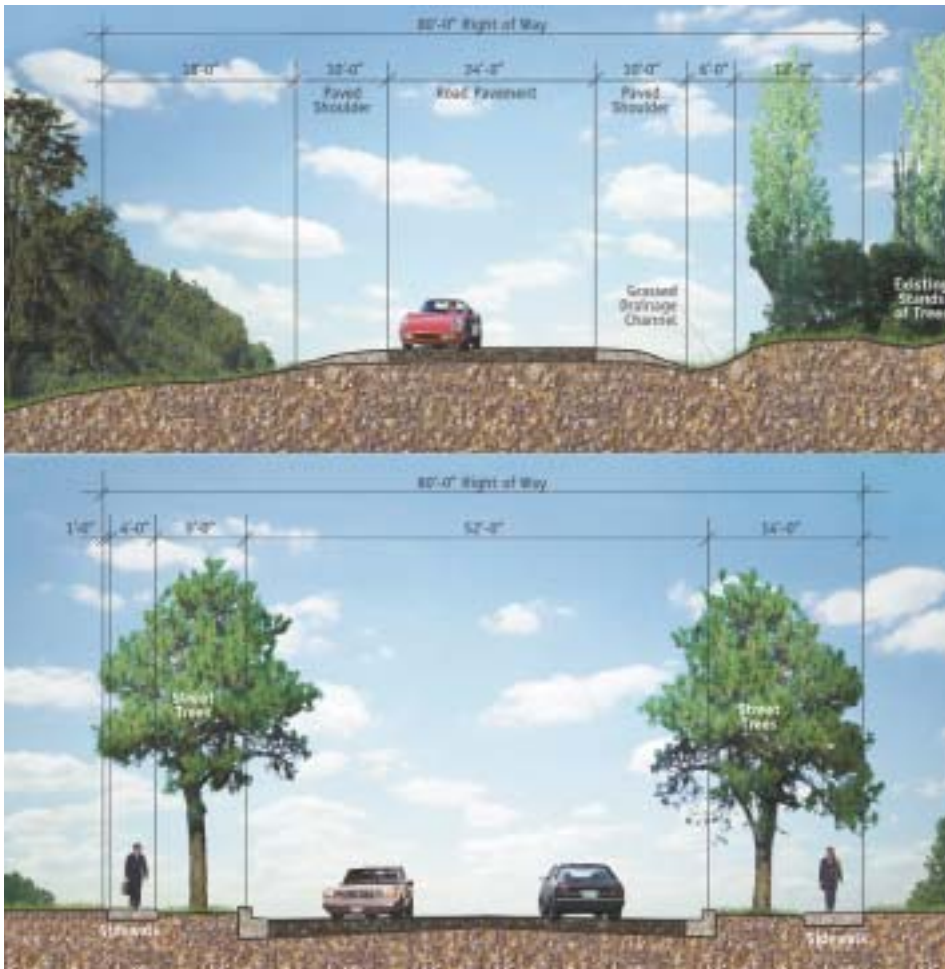 80'-0" Right of Way
18'-0" 10'-0" 24'-0" 10'-0" 6'-0" 12'-0"
Paved
Shoulder
Road Pavement
Paved
Shoulder
Grassed
Drainage
Channel
Existing
Stands
of Trees
80'-0" Right of Way
1'-0" 4'-0" 9'-0" 52'-0" 14'-0"
Street
Trees
Street
Trees
Sidewalk
Sidewalk